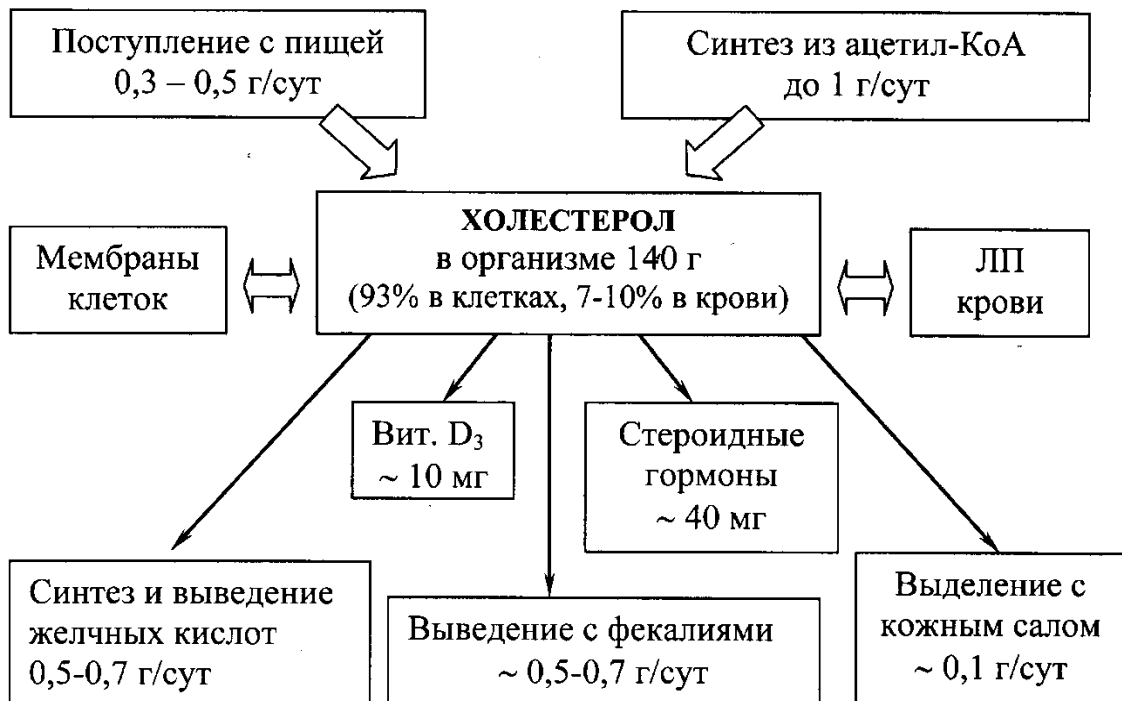 Поступление с пищей
0,3 – 0,5 г/сут
Синтез из ацетил-КоА
до 1 г/сут
ХОЛЕСТЕРОЛ
в организме 140 г
(93% в клетках, 7-10% в крови)
Мембраны
клеток
ЛП
крови
Вит. D₃
~ 10 мг
Стероидные
гормоны
~ 40 мг
Синтез и выведение
желчных кислот
0,5-0,7 г/сут
Выведение с фекалиями
~ 0,5-0,7 г/сут
Выделение с
кожным салом
~ 0,1 г/сут